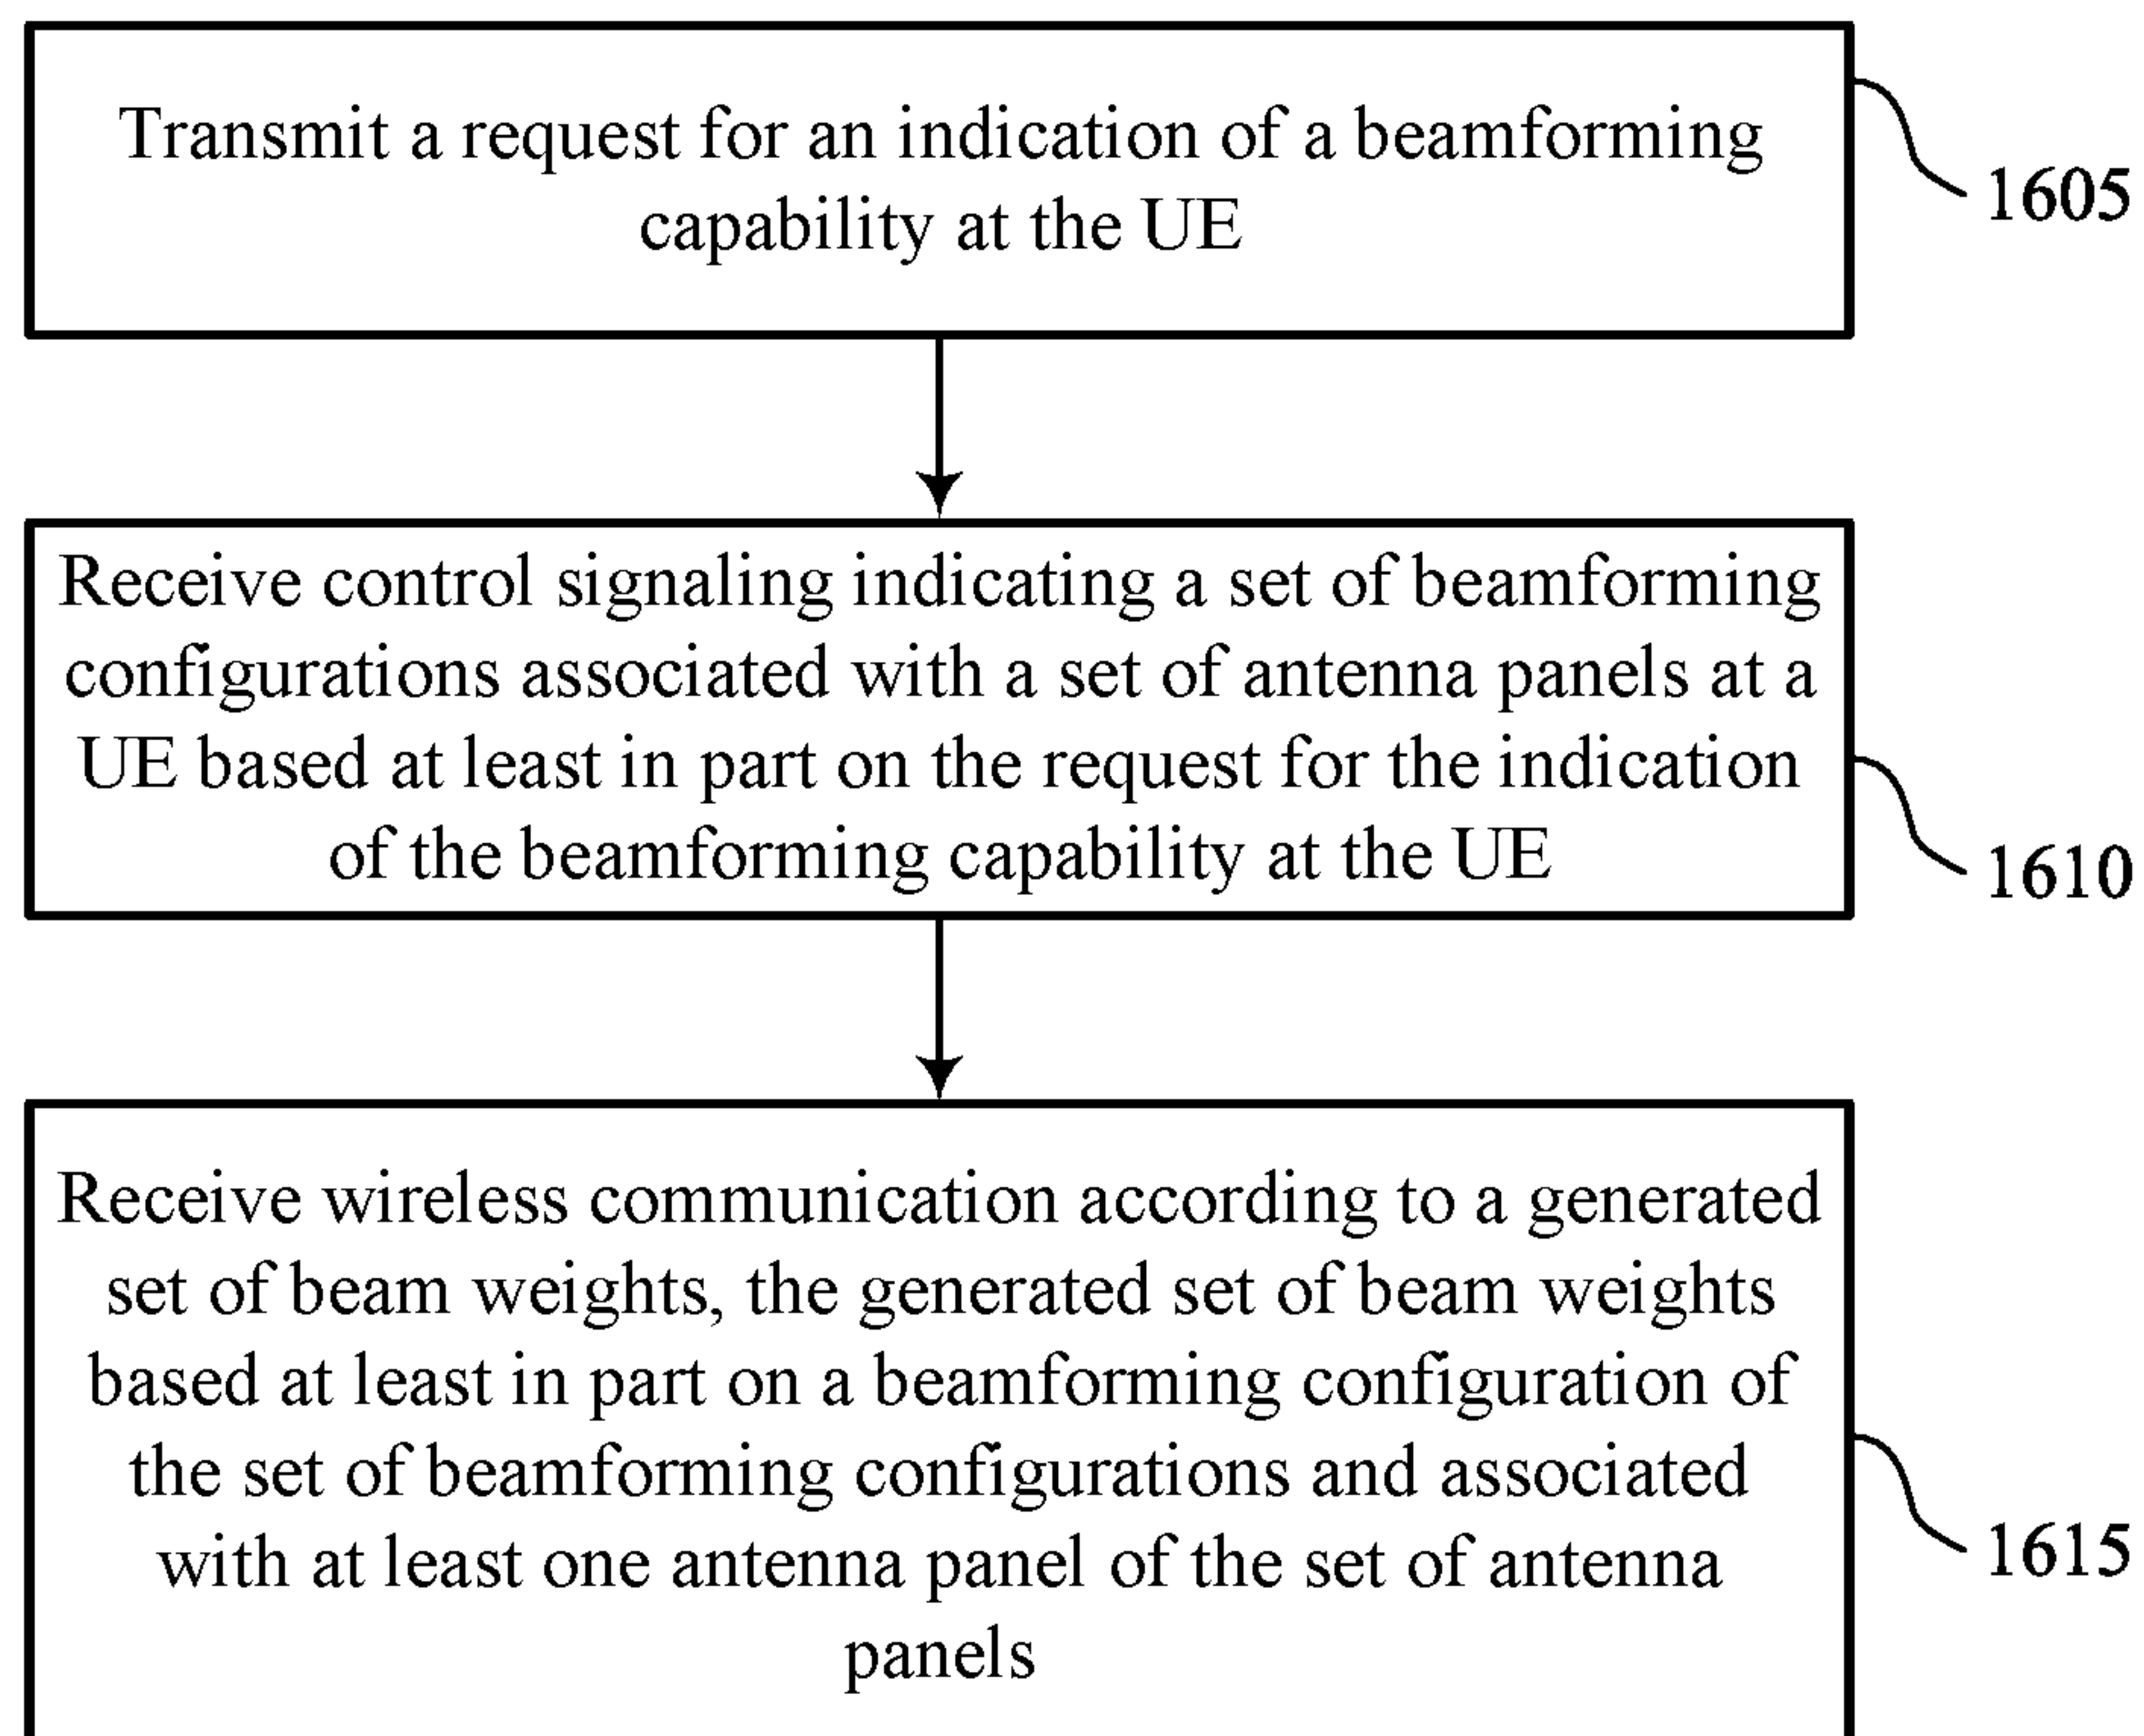 Transmit a request for an indication of a beamforming
capability at the UE
1605
Receive control signaling indicating a set of beamforming
configurations associated with a set of antenna panels at a
UE based at least in part on the request for the indication
of the beamforming capability at the UE
1610
Receive wireless communication according to a generated
set of beam weights, the generated set of beam weights
based at least in part on a beamforming configuration of
the set of beamforming configurations and associated
with at least one antenna panel of the set of antenna
panels
1615